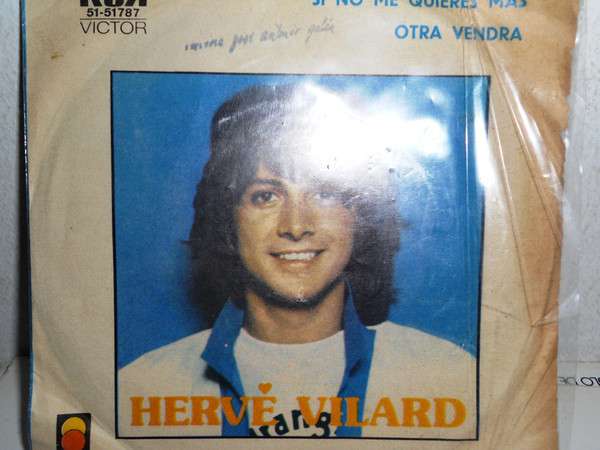 RCA
51-51787
VICTOR
SI NO ME QUIERES MAS
OTRA VENDRA
HERVÉ VILARD